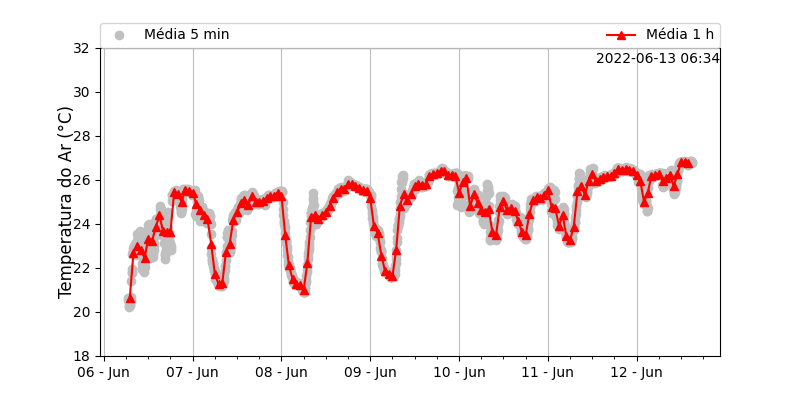 Média 5 min
Média 1 h
2022-06-13 06:34
Temperatura do Ar (°C)
32
30
28
26
24
22
20
18
06 - Jun
07 - Jun
08 - Jun
09 - Jun
10 - Jun
11 - Jun
12 - Jun